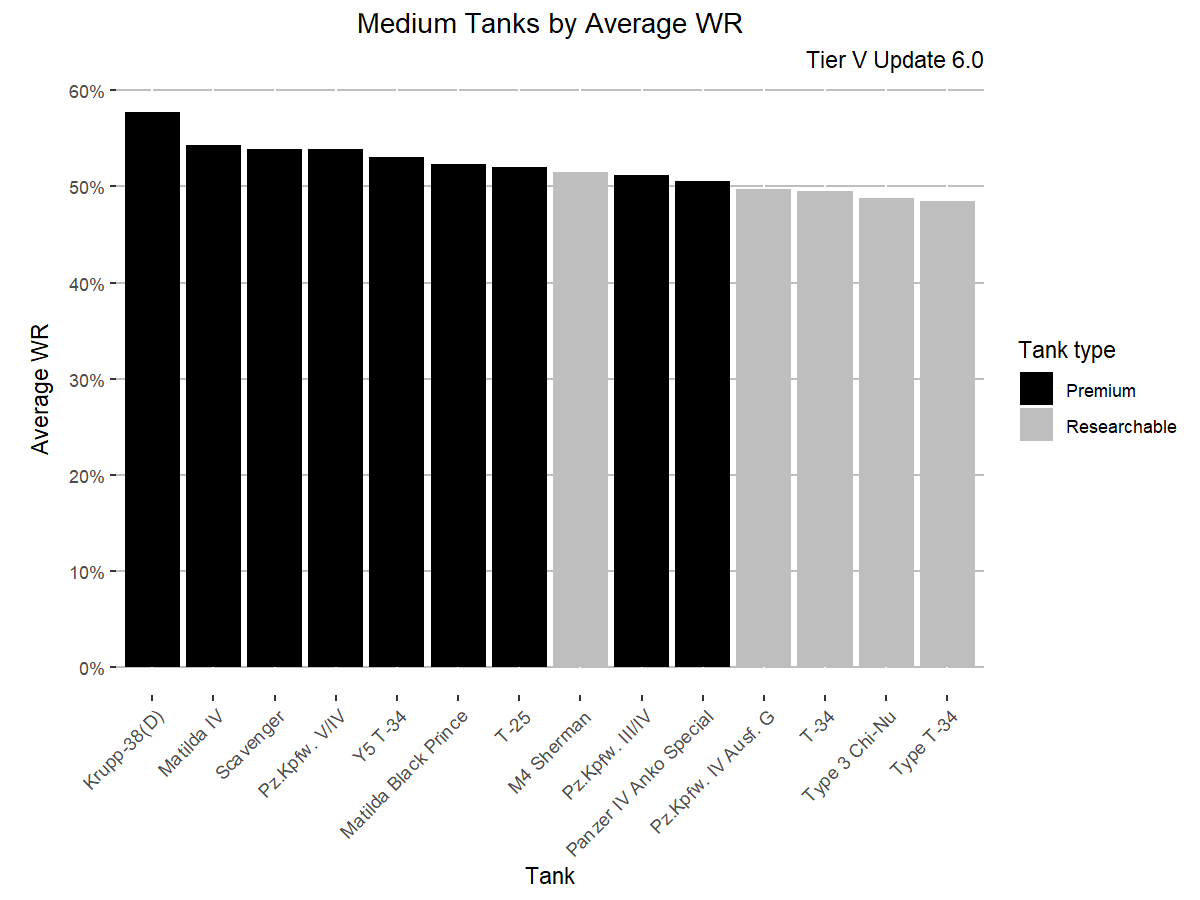 Medium Tanks by Average WR
Tier V Update 6.0
60%
50%
40%
30%
20%
10%
0%
Average WR
Krupp-38(D)
Matilda IV
Scavenger
Pz.Kpfw. V/IV
Y5 T-34
Matilda Black Prince
T-25
M4 Sherman
Pz.Kpfw. III/IV
Panzer IV Anko Special
Pz.Kpfw. IV Ausf. G
T-34
Type 3 Chi-Nu
Type T-34
Tank
Tank type
Premium
Researchable